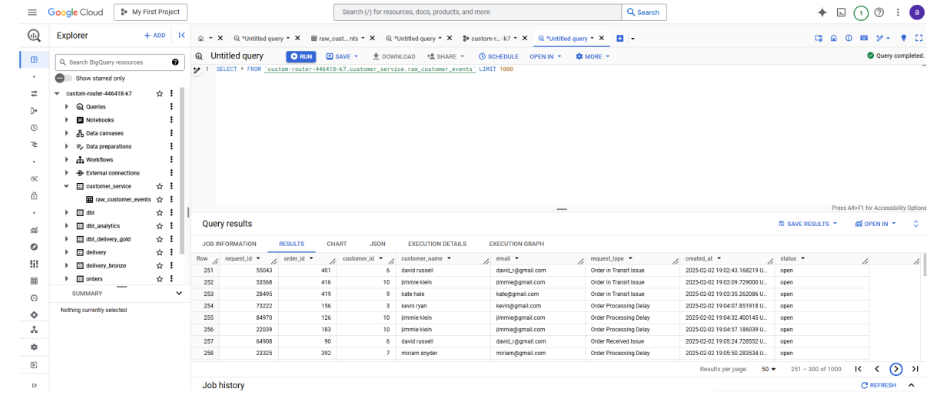 Google Cloud
My First Project
Search (/) for resources, docs, products, and more
Search
1
a
Explorer
+ ADD
*Untitled query
raw_cust...nts
*Untitled query
custom-r...-k7
*Untitled query
Search BigQuery resources
Show starred only
Untitled query
RUN
SAVE
DOWNLOAD
SHARE
SCHEDULE
OPEN IN
MORE
Query completed.
1 SELECT * FROM `custom-router-446418-k7.customer_service.raw_customer_events` LIMIT 1000
custom-router-446418-k7
Queries
Notebooks
Data canvases
Data preparations
Workflows
External connections
customer_service
raw_customer_events
dbt
dbt_analytics
dbt_delivery_gold
delivery
delivery_bronze
orders
SUMMARY
Nothing currently selected
Press Alt+F1 for Accessibility Options
Query results
SAVE RESULTS
OPEN IN
JOB INFORMATION RESULTS CHART JSON EXECUTION DETAILS EXECUTION GRAPH
Row request_id order_id customer_id customer_name email request_type created_at status
251 55043 401 6 david russell david_r@gmail.com Order in Transit Issue 2025-02-02 19:02:43.168219 U... open
252 53568 416 10 jimmie klein jimmie@gmail.com Order in Transit Issue 2025-02-02 19:03:09.729000 U... open
253 28495 419 9 kate hale kate@gmail.com Order in Transit Issue 2025-02-02 19:03:35.262086 U... open
254 73222 156 3 kevin ryan kevin@gmail.com Order Processing Delay 2025-02-02 19:04:07.851918 U... open
255 84970 126 10 jimmie klein jimmie@gmail.com Order Processing Delay 2025-02-02 19:04:32.400145 U... open
256 22039 183 10 jimmie klein jimmie@gmail.com Order Processing Delay 2025-02-02 19:04:57.186039 U... open
257 64908 90 6 david russell david_r@gmail.com Order Received Issue 2025-02-02 19:05:24.728552 U... open
258 23325 392 7 miriam snyder miriam@gmail.com Order Processing Delay 2025-02-02 19:05:50.283534 U... open
Results per page: 50 251 – 300 of 1000
Job history
REFRESH